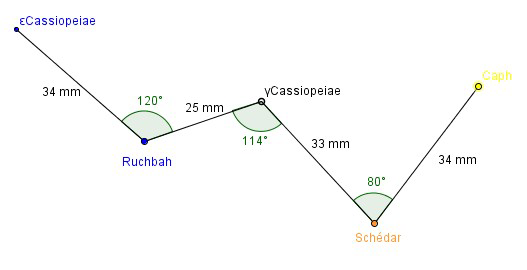 εCassiopeiae
Caph
34 mm
γCassiopeiae
120°
25 mm
114°
33 mm
Ruchbah
34 mm
80°
Schédar